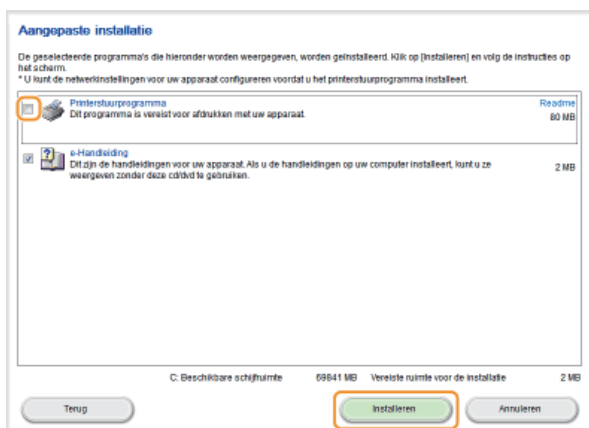 Aangepaste installatie
De geselecteerde programma's die hieronder worden weergegeven, worden geïnstalleerd. Klik op [Installeren] en volg de instructies op
het scherm.
* U kunt de netwerkinstellingen voor uw apparaat configureren voordat u het printerstuurprogramma installeert.
Printerstuurprogramma
Readme
Dit programma is vereist voor afdrukken met uw apparaat.
80 MB
e-Handleiding
Dit zijn de handleidingen voor uw apparaat. Als u de handleidingen op uw computer installeert, kunt u ze
weergeven zonder deze cd/dvd te gebruiken.
2 MB
C: Beschikbare schijfruimte 69841 MB Vereiste ruimte voor de installatie 2 MB
Terug Installeren Annuleren